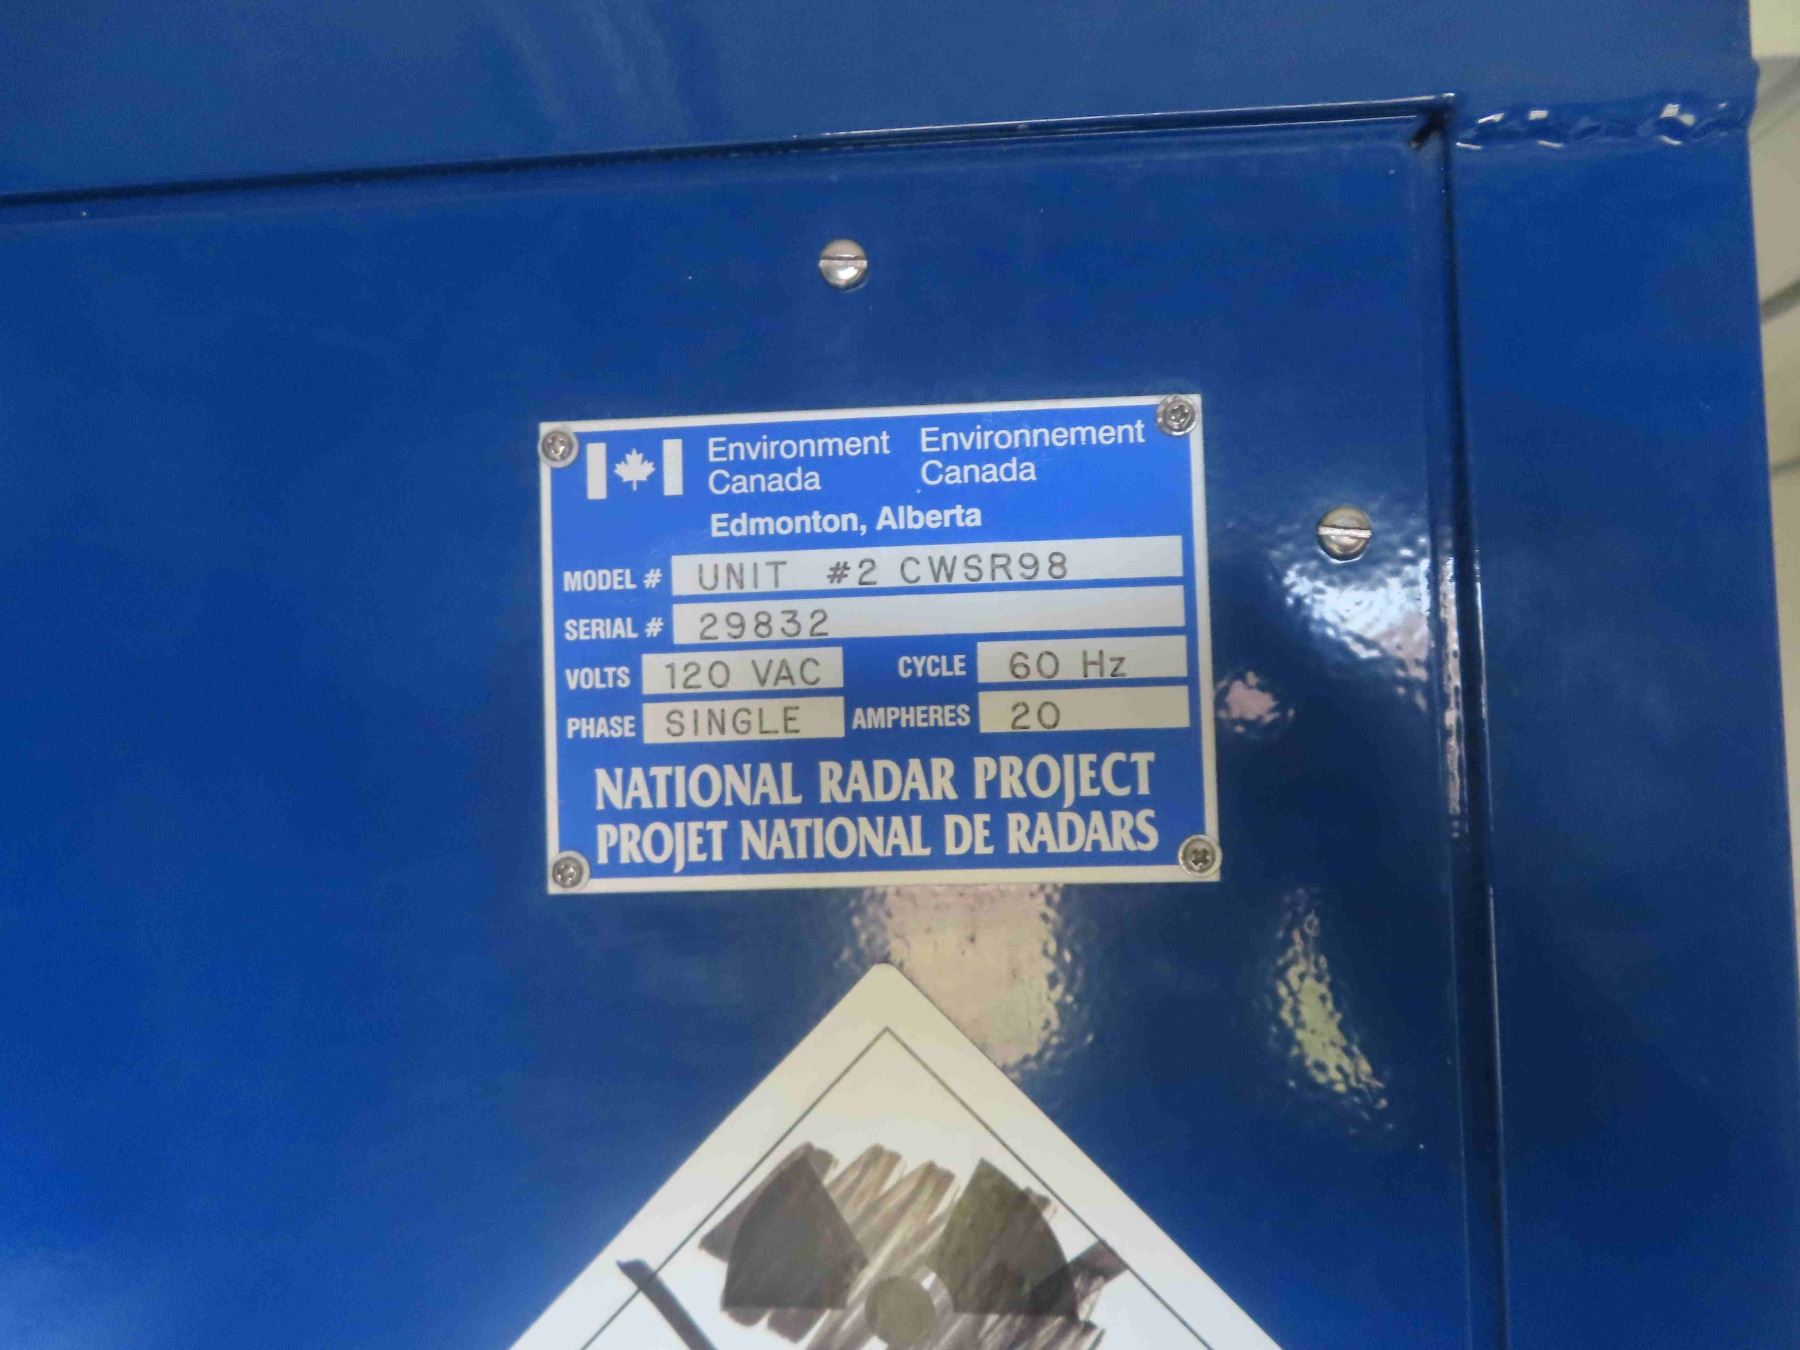 Environment Environnement
Canada Canada
Edmonton, Alberta
MODEL # UNIT #2 CWSR98
SERIAL # 29832
VOLTS 120 VAC CYCLE 60 Hz
PHASE SINGLE AMPHERES 20
NATIONAL RADAR PROJECT
PROJET NATIONAL DE RADARS